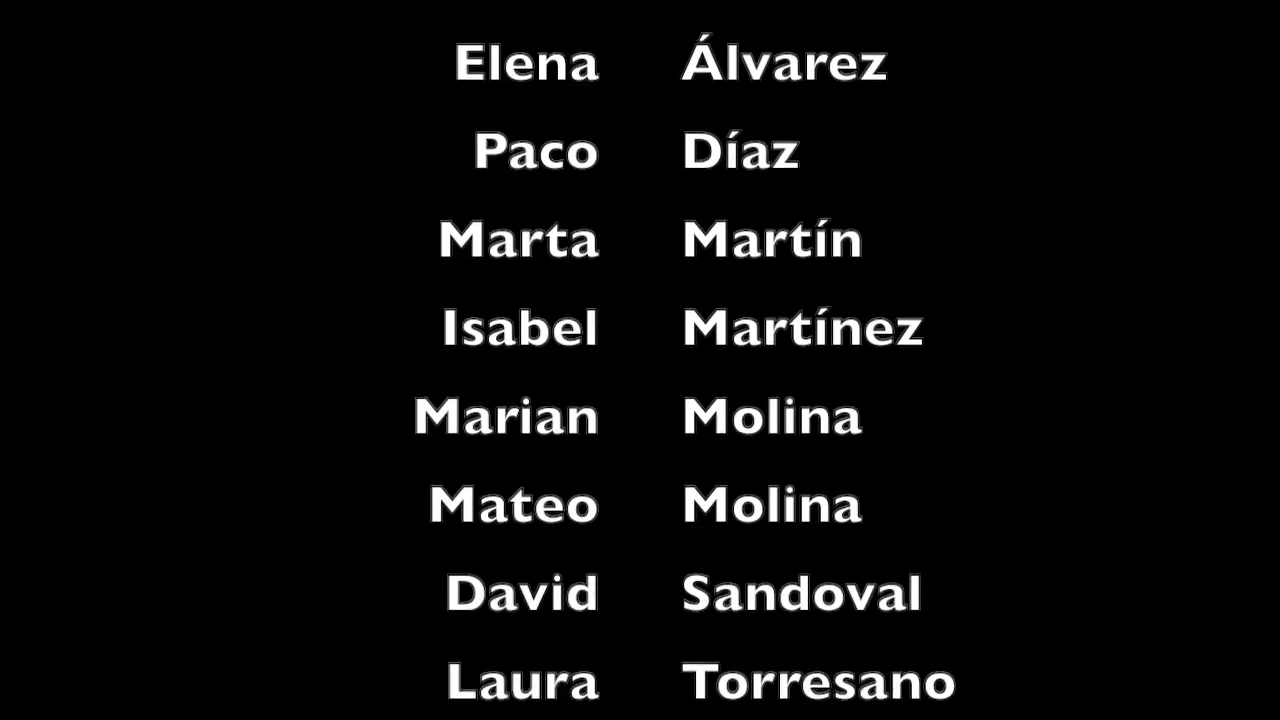 Elena Álvarez
Paco Díaz
Marta Martín
Isabel Martínez
Marian Molina
Mateo Molina
David Sandoval
Laura Torresano